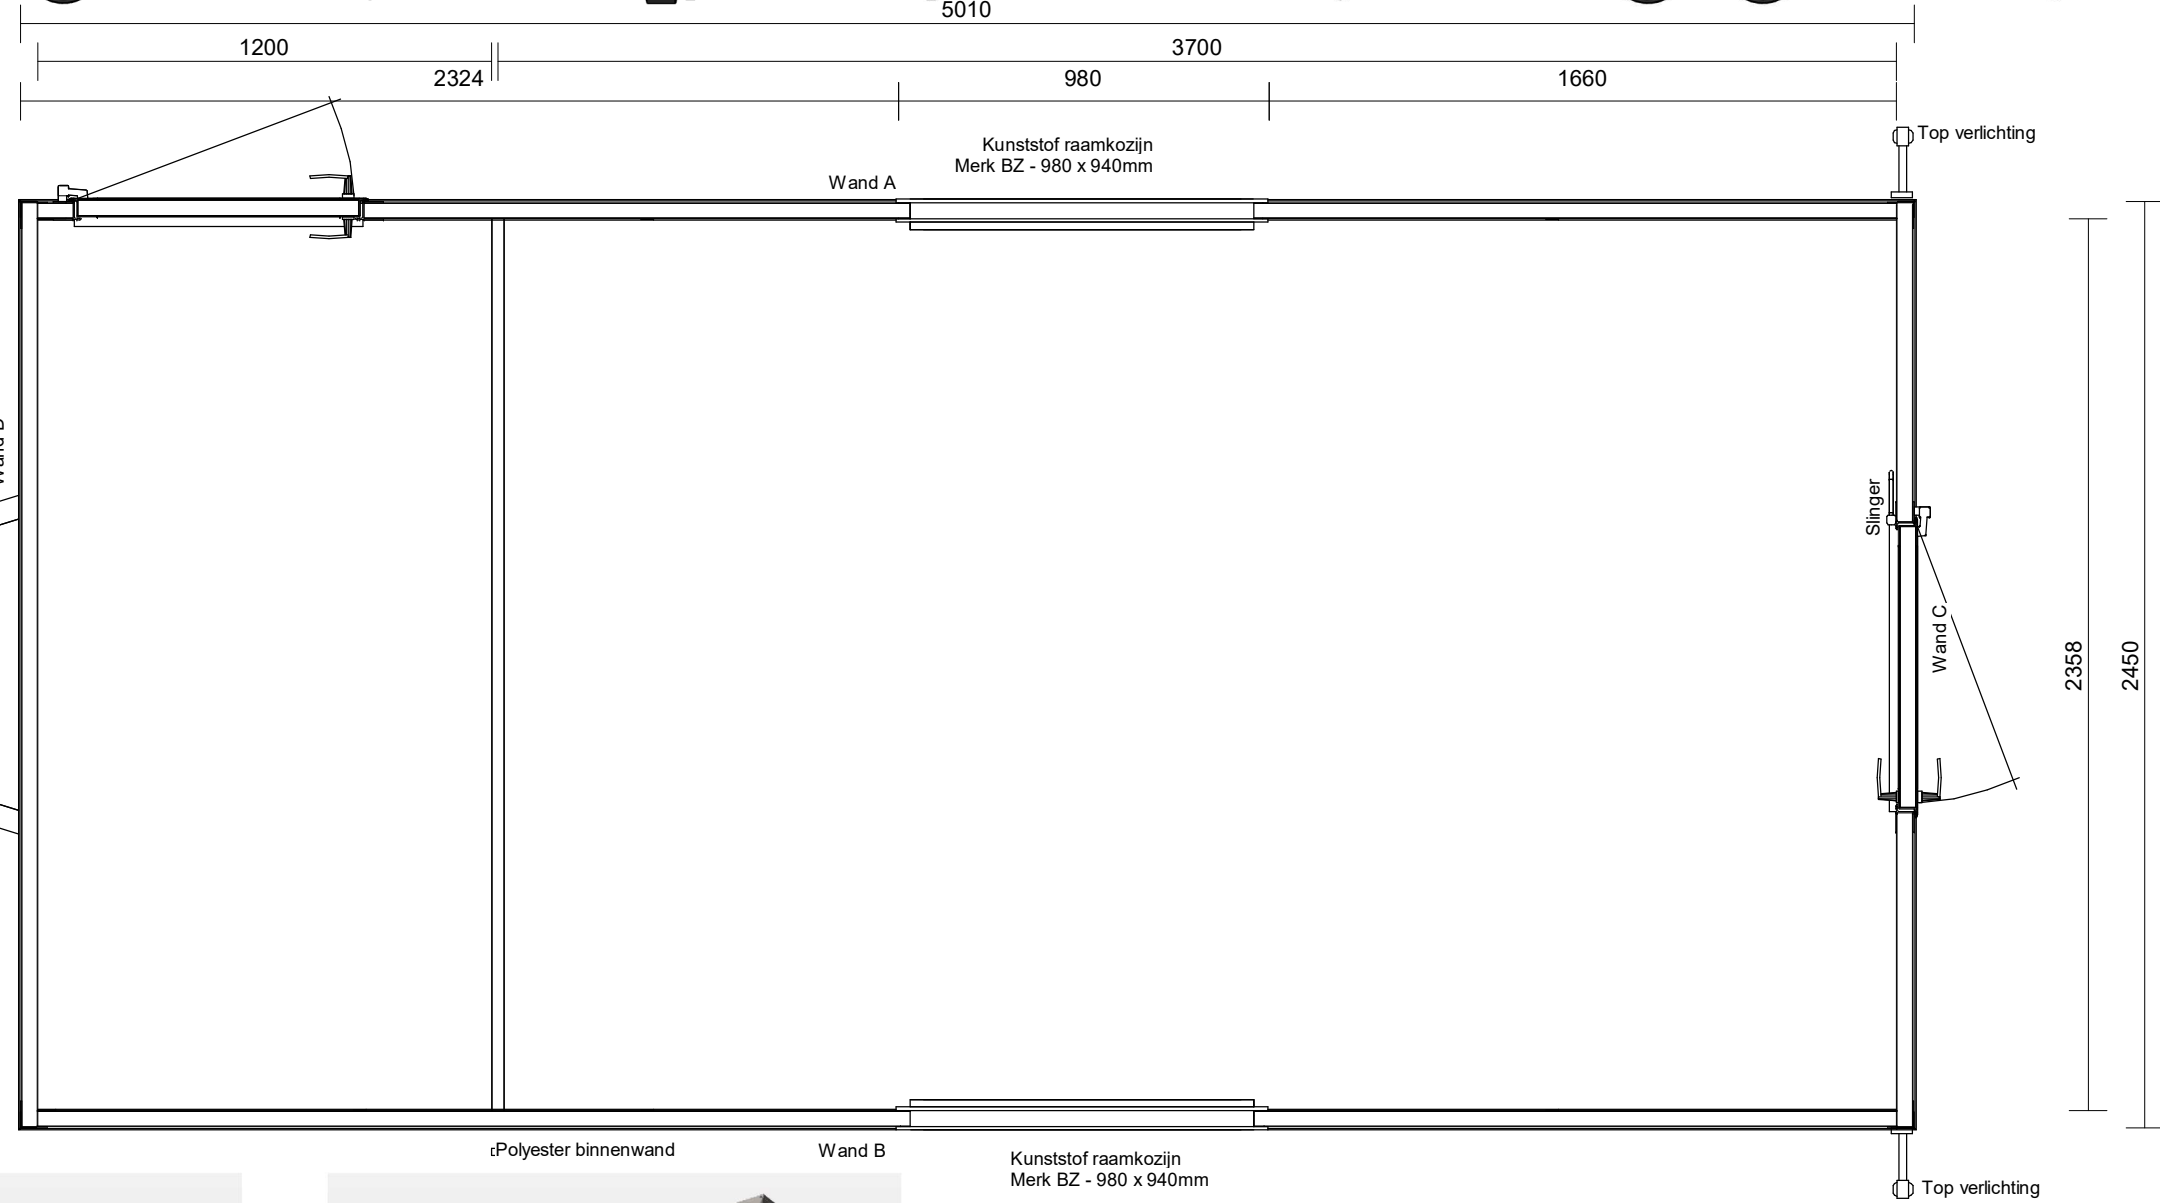 5010
1200
3700
2324
980
1660
Kunststof raamkozijn
Merk BZ - 980 x 940mm
Top verlichting
Wand A
Wand D
Slinger
Wand C
2358
2450
Polyester binnenwand
Wand B
Kunststof raamkozijn
Merk BZ - 980 x 940mm
Top verlichting